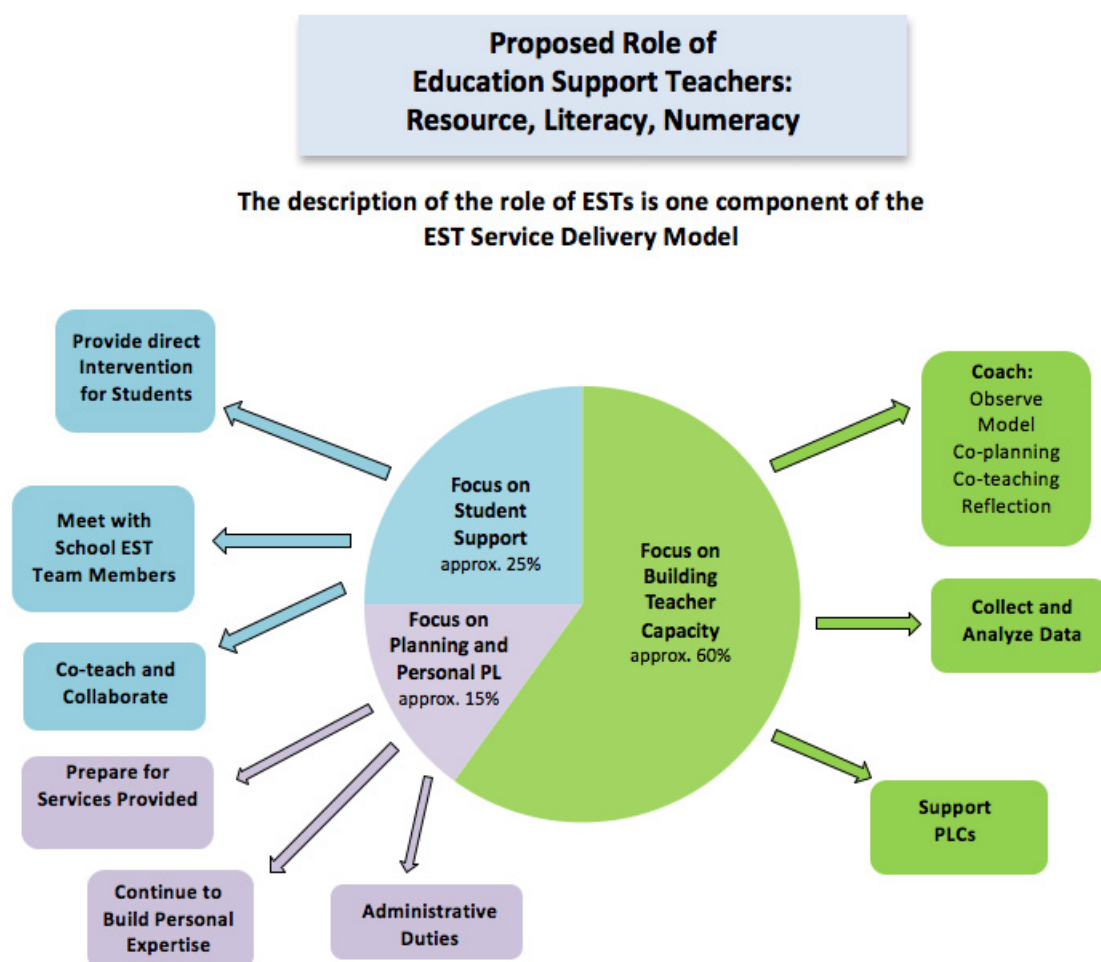 Proposed Role of
Education Support Teachers:
Resource, Literacy, Numeracy
The description of the role of ESTs is one component of the
EST Service Delivery Model
Provide direct
Intervention
for Students
Meet with
School EST
Team Members
Co-teach and
Collaborate
Prepare for
Services Provided
Continue to
Build Personal
Expertise
Administrative
Duties
Focus on
Student
Support
approx. 25%
Focus on
Planning and
Personal PL
approx. 15%
Focus on
Building
Teacher
Capacity
approx. 60%
Coach:
Observe
Model
Co-planning
Co-teaching
Reflection
Collect and
Analyze Data
Support
PLCs